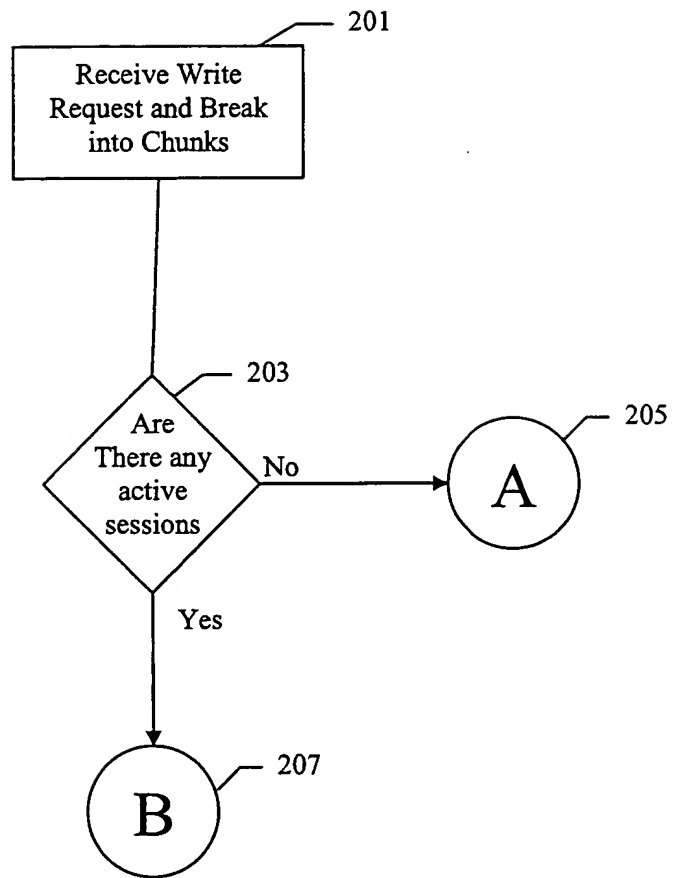 201
Receive Write
Request and Break
into Chunks
203
Are
There any
active
sessions
No
205
A
Yes
207
B